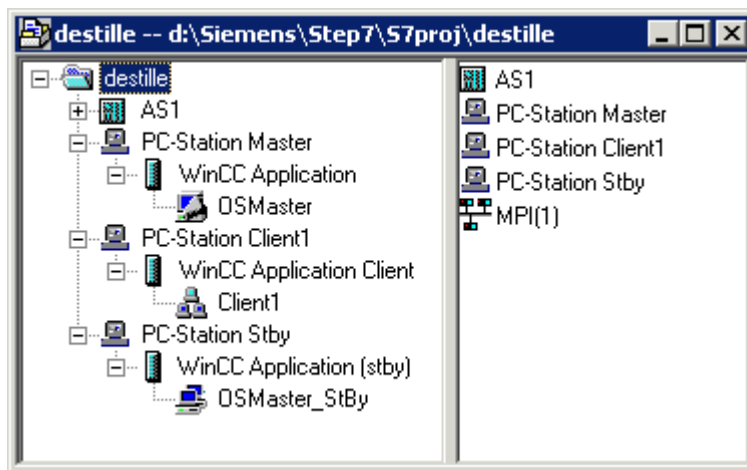 destille -- d:\Siemens\Step7\S7proj\destille
destille
AS1
PC-Station Master
WinCC Application
OSMaster
PC-Station Client1
WinCC Application Client
Client1
PC-Station Stby
WinCC Application (stby)
OSMaster_StBy
AS1
PC-Station Master
PC-Station Client1
PC-Station Stby
MPI(1)